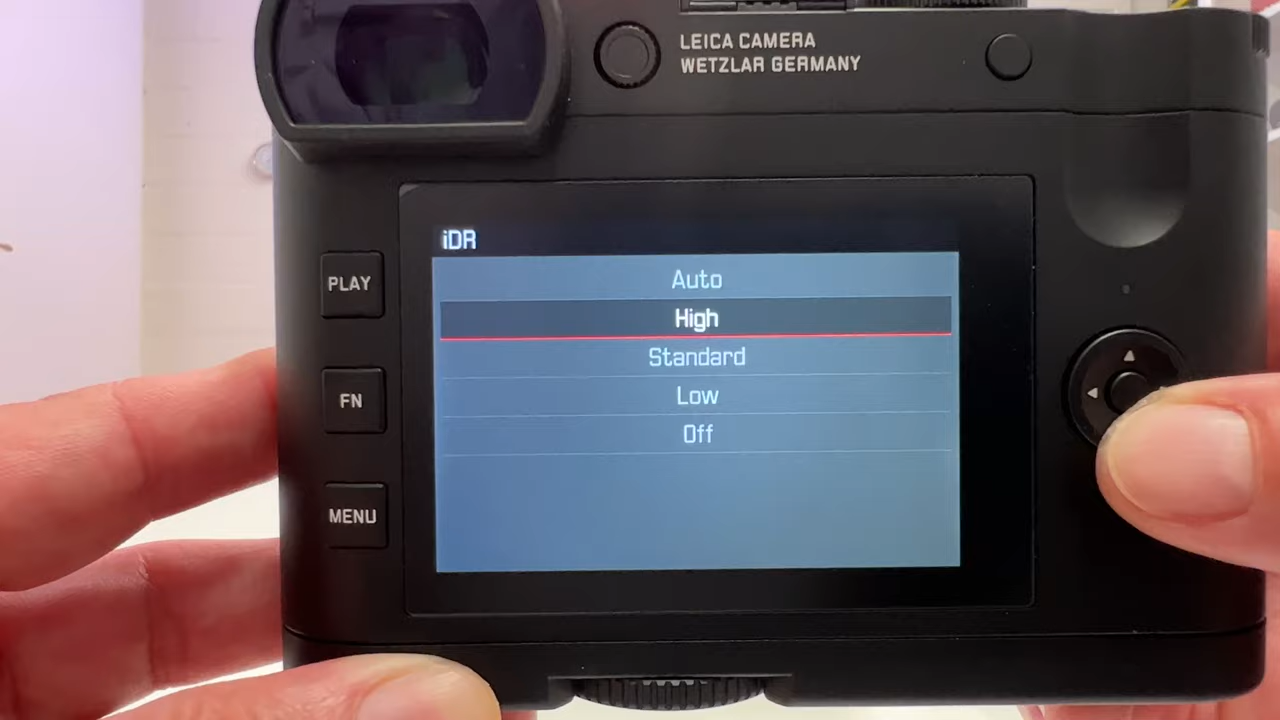 LEICA CAMERA
WETZLAR GERMANY
iDR
Auto
High
Standard
Low
Off
PLAY
FN
MENU